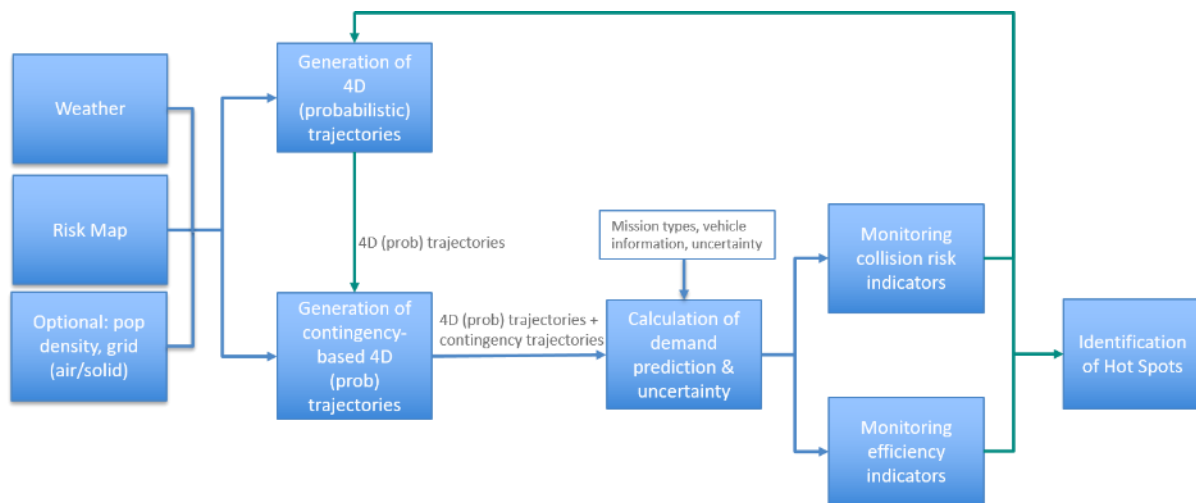 Weather
Risk Map
Optional: pop
density, grid
(air/solid)
Generation of
4D
(probabilistic)
trajectories
4D (prob) trajectories
Generation of
contingency-
based 4D
(prob)
trajectories
4D (prob) trajectories +
contingency trajectories
Mission types, vehicle
information, uncertainty
Calculation of
demand
prediction &
uncertainty
Monitoring
collision risk
indicators
Monitoring
efficiency
indicators
Identification
of Hot Spots